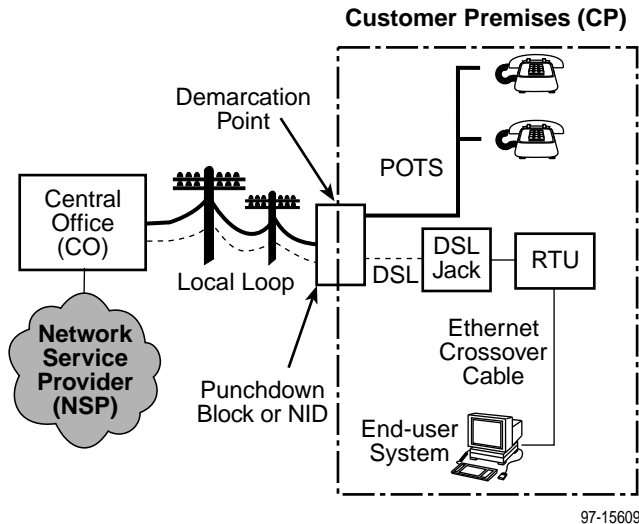 Customer Premises (CP)
Demarcation
Point
POTS
Central
Office
(CO)
Local Loop
DSL
DSL
Jack
RTU
Network
Service
Provider
(NSP)
Ethernet
Crossover
Cable
Punchdown
Block or NID
End-user
System
97-15609